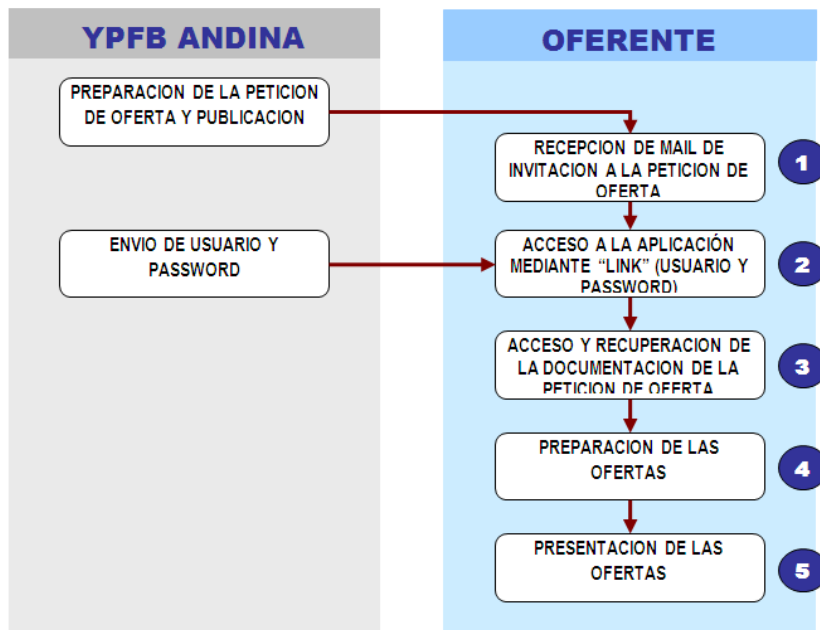 YPFB ANDINA
PREPARACION DE LA PETICION
DE OFERTA Y PUBLICACION
ENVIO DE USUARIO Y
PASSWORD
OFERENTE
RECEPCION DE MAIL DE
INVITACION A LA PETICION DE
OFERTA
1
ACCESO A LA APLICACIÓN
MEDIANTE “LINK” (USUARIO Y
PASSWORD)
2
ACCESO Y RECUPERACION DE
LA DOCUMENTACION DE LA
PETICION DE OFERTA
3
PREPARACION DE LAS
OFERTAS
4
PRESENTACION DE LAS
OFERTAS
5